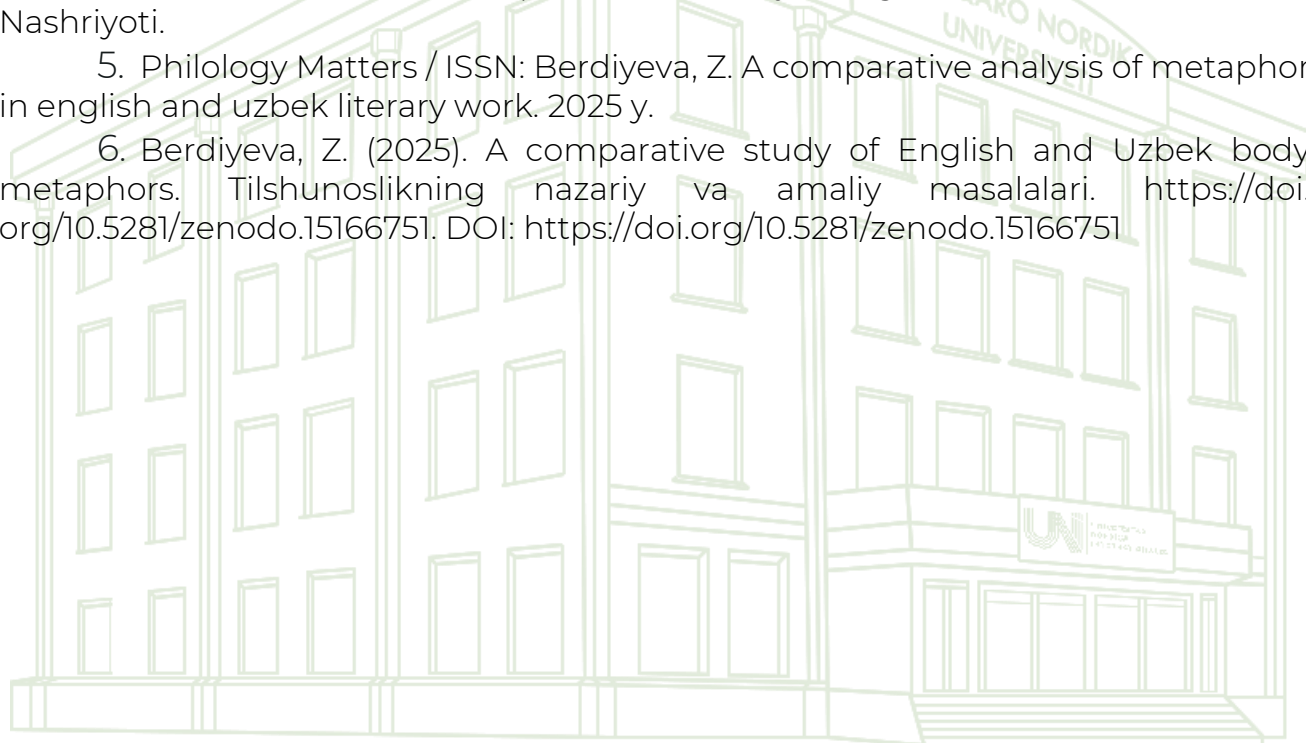 Nashriyoti.
5. Philology Matters / ISSN: Berdiyeva, Z. A comparative analysis of metaphor
in english and uzbek literary work. 2025 y.
6. Berdiyeva, Z. (2025). A comparative study of English and Uzbek body
metaphors. Tilshunoslikning nazariy va amaliy masalalari. https://doi.
org/10.5281/zenodo.15166751. DOI: https://doi.org/10.5281/zenodo.15166751
NORDIK
UNI